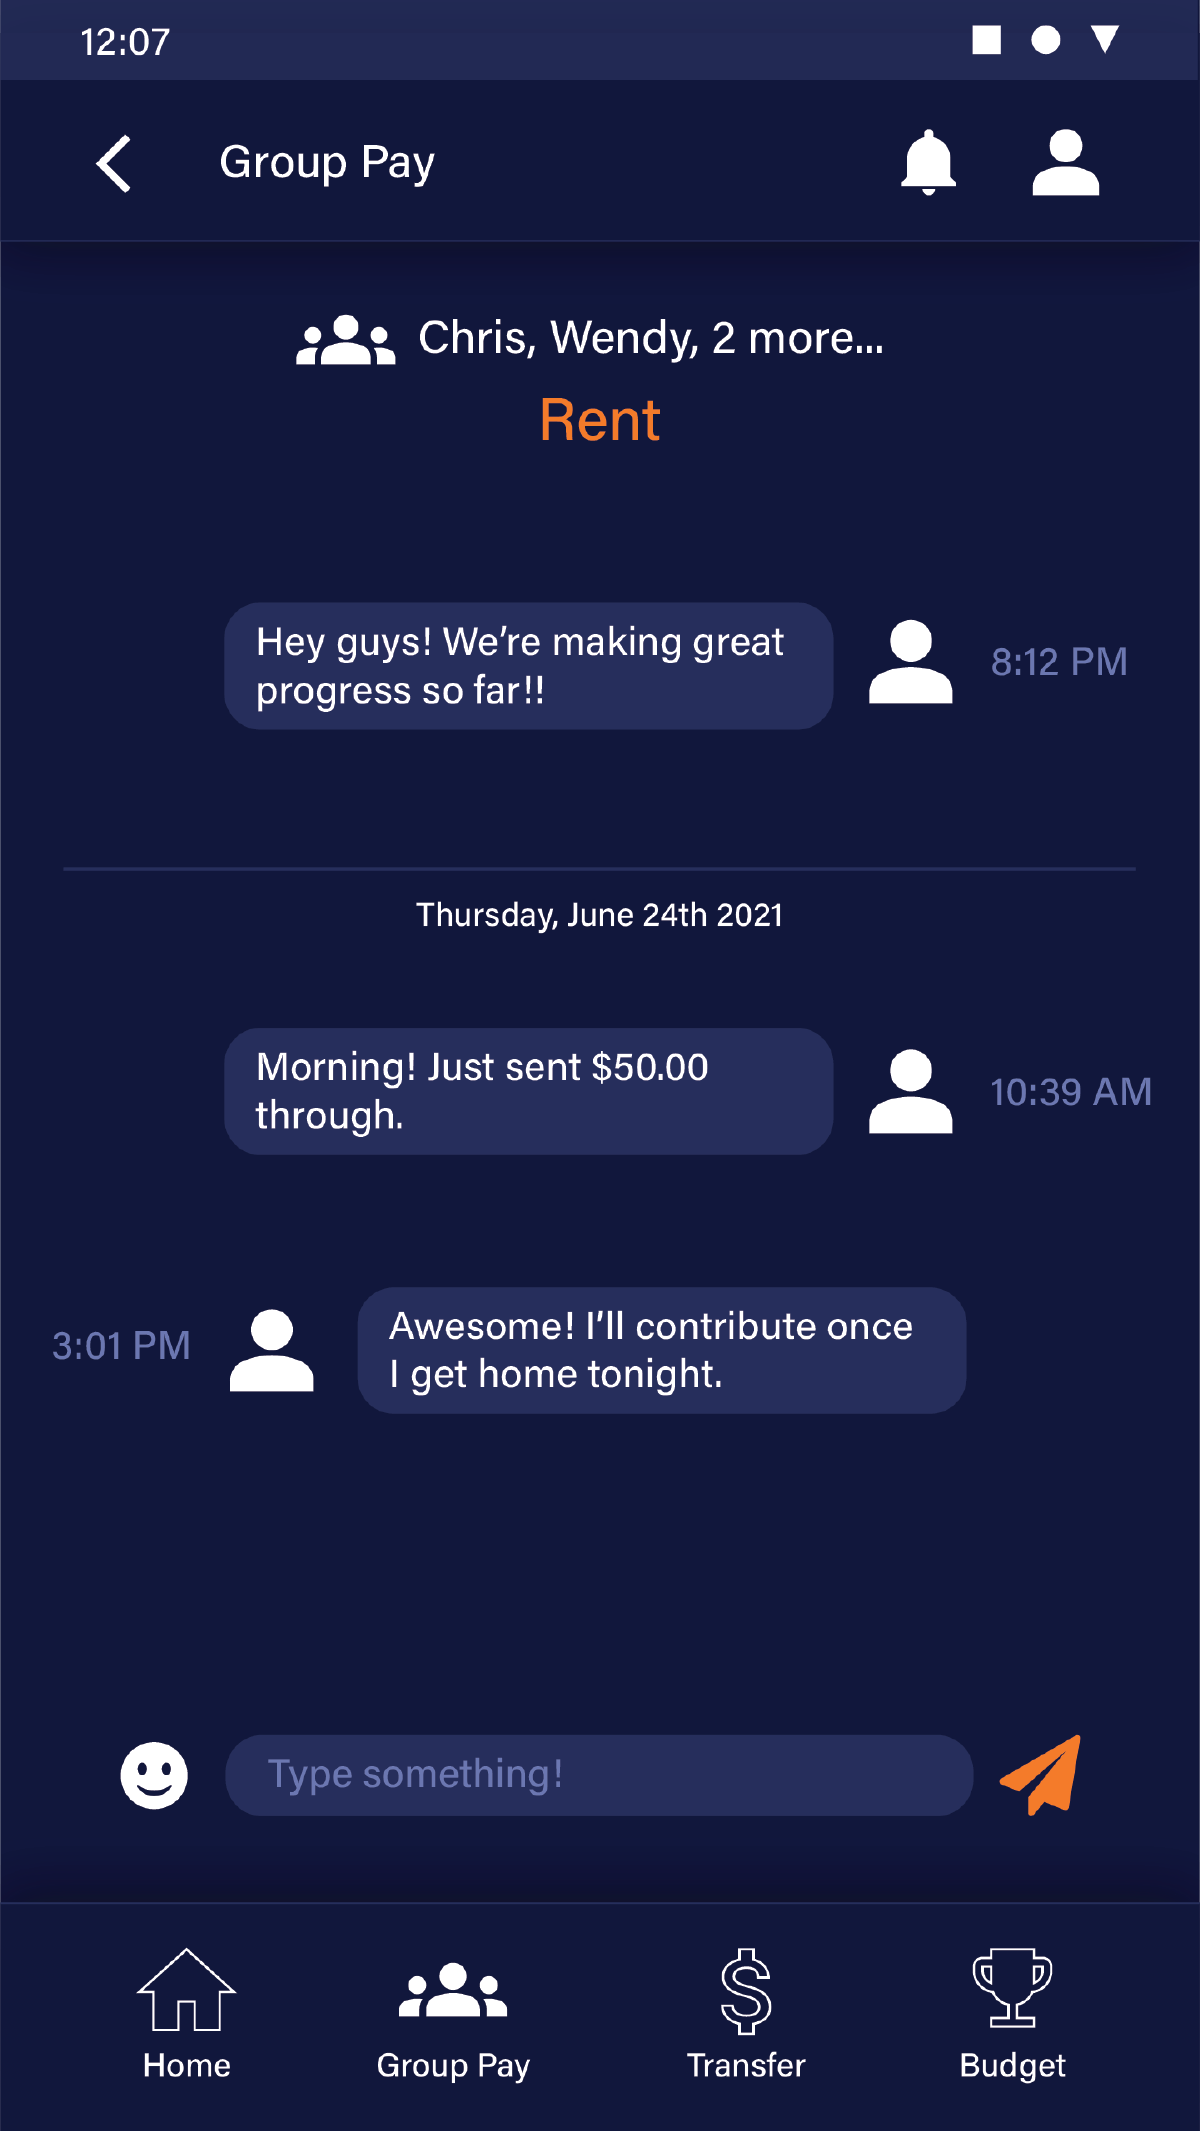 12:07
Group Pay
Chris, Wendy, 2 more...
Rent
Hey guys! We’re making great
progress so far!!
8:12 PM
Thursday, June 24th 2021
Morning! Just sent $50.00
through.
10:39 AM
3:01 PM
Awesome! I’ll contribute once
I get home tonight.
Type something!
Home
Group Pay
Transfer
Budget